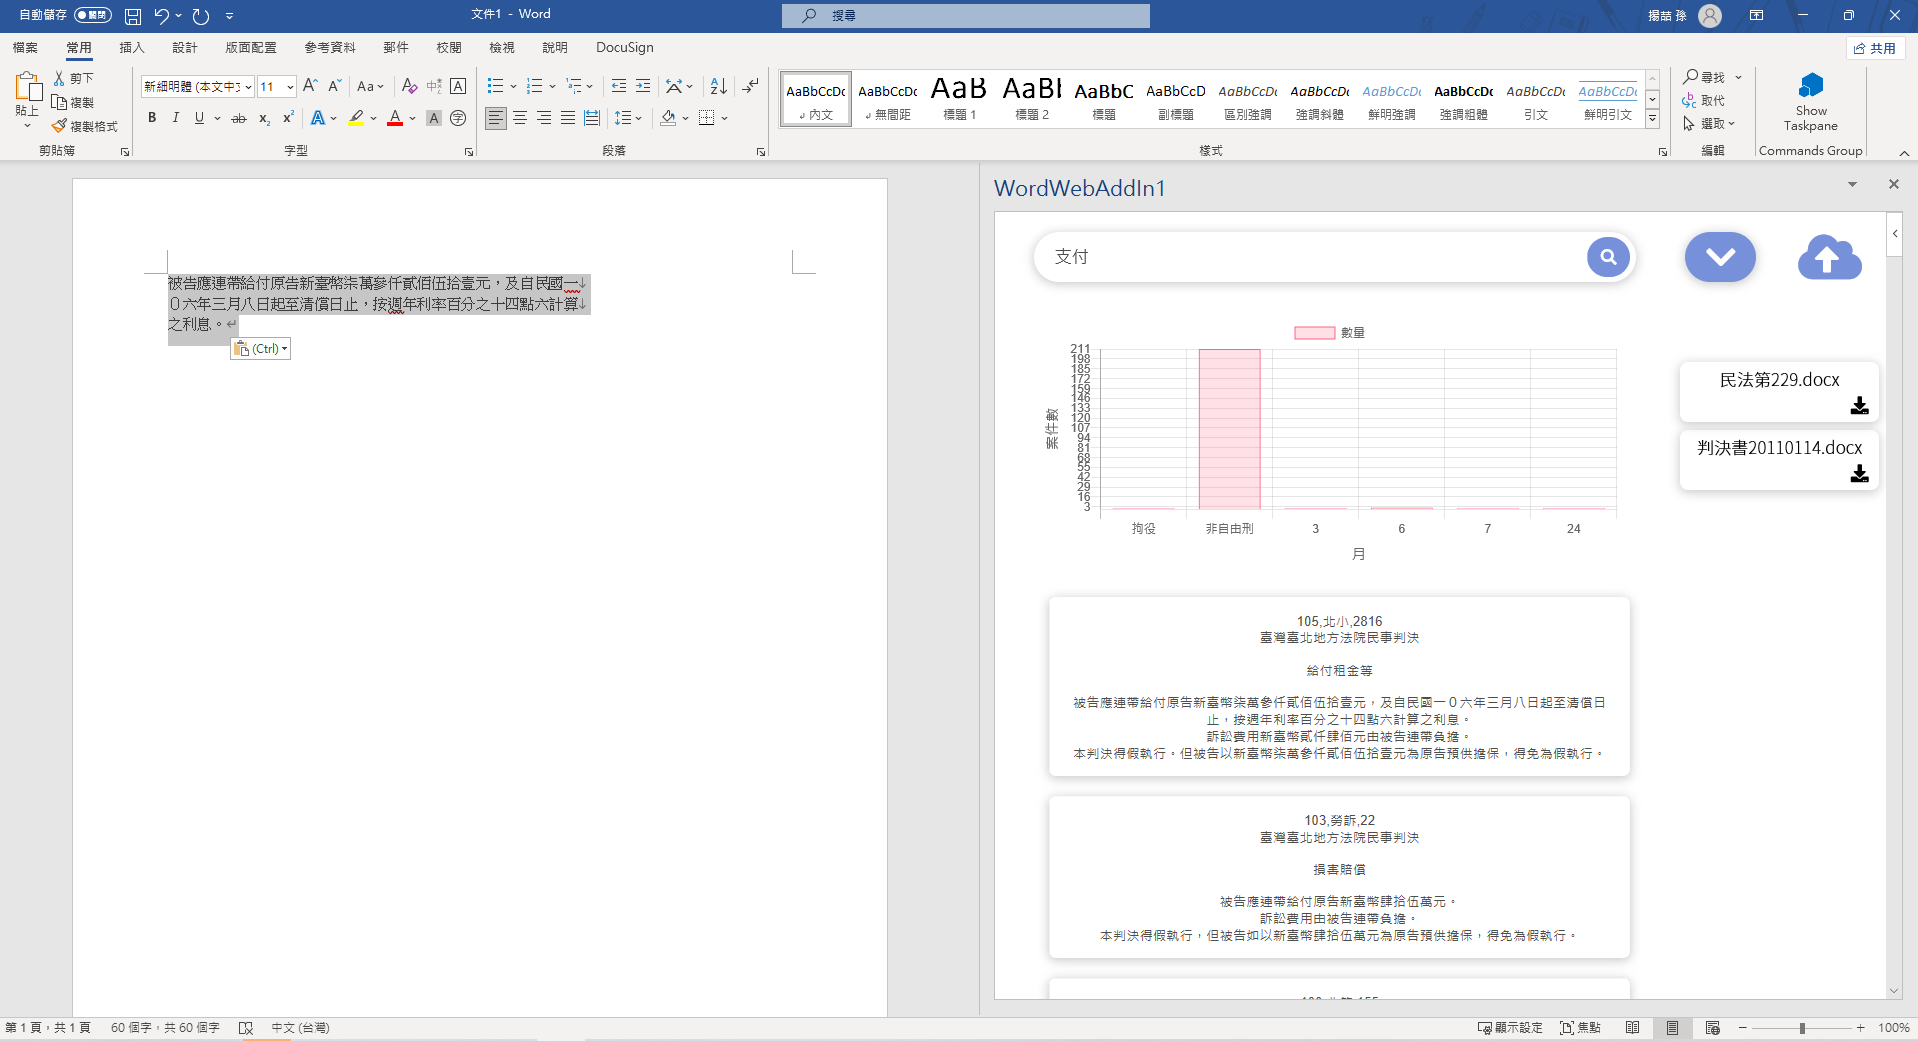 自動儲存 關閉
文件1 - Word
搜尋
揚喆 孫
檔案 常用 插入 設計 版面配置 參考資料 郵件 校閱 檢視 說明 DocuSign
共用
貼上
剪下
複製
複製格式
剪貼簿
新細明體 (本文中文 11
字型
段落
AaBbCcDc AaBbCcDc AaB AaBl AaBbC AaBbCcD AaBbCcDc AaBbCcDc AaBbCcDc AaBbCcDc AaBbCcDc AaBbCcDc
內文 無間距 標題 1 標題 2 標題 副標題 區別強調 強調斜體 鮮明強調 強調粗體 引文 鮮明引文
樣式
尋找
取代
選取
編輯
Show
Taskpane
Commands Group
被告應連帶給付原告新臺幣柒萬參仟貳佰伍拾壹元，及自民國一
０六年三月八日起至清償日止，按週年利率百分之十四點六計算
之利息。
(Ctrl)
WordWebAddIn1
支付
數量
案件數
211
198
185
172
159
146
133
120
107
94
81
68
55
42
29
16
3
拘役 非自由刑 3 6 7 24
月
民法第229.docx
判決書20110114.docx
105,北小,2816
臺灣臺北地方法院民事判決
給付租金等
被告應連帶給付原告新臺幣柒萬參仟貳佰伍拾壹元，及自民國一０六年三月八日起至清償日
止，按週年利率百分之十四點六計算之利息。
訴訟費用新臺幣貳仟肆佰元由被告連帶負擔。
本判決得假執行。但被告以新臺幣柒萬參仟貳佰伍拾壹元為原告預供擔保，得免為假執行。
103,勞訴,22
臺灣臺北地方法院民事判決
損害賠償
被告應連帶給付原告新臺幣肆拾伍萬元。
訴訟費用由被告連帶負擔。
本判決得假執行，但被告如以新臺幣肆拾伍萬元為原告預供擔保，得免為假執行。
第 1 頁，共 1 頁 60 個字，共 60 個字 中文 (台灣)
顯示設定 焦點 100%